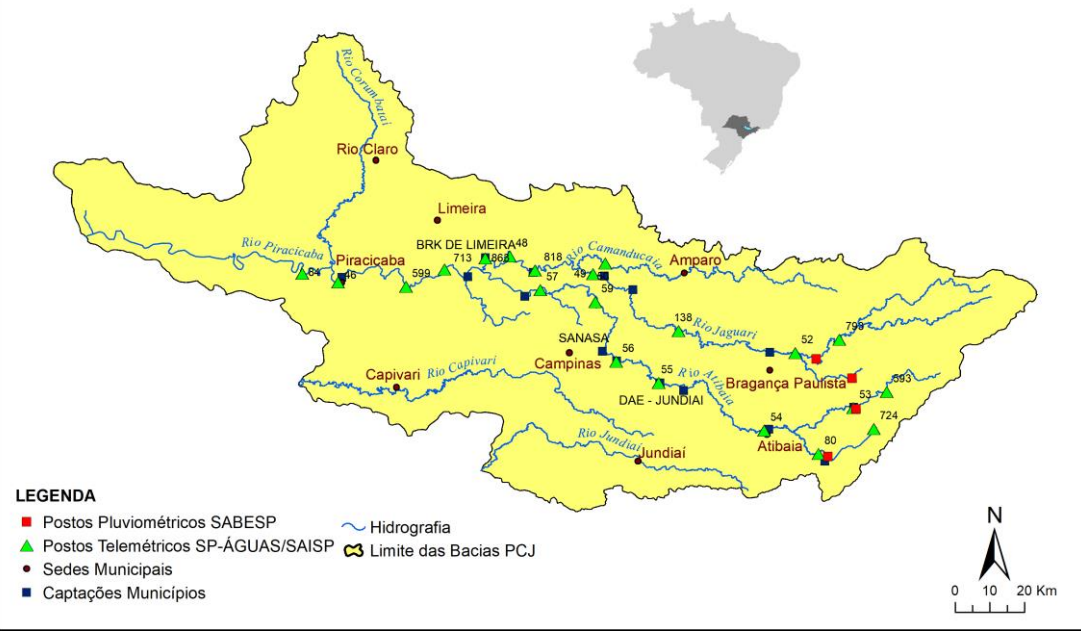 Rio Corumbataí
Rio Claro
Limeira
BRK DE LIMEIRA
48
Rio Piracicaba
Piracicaba
713
818
Rio Camanducaia
Amparo
84
46
599
57
49
59
138
Rio Jaguari
52
SANASA
Campinas
56
55
Rio Atibaia
Bragança Paulista
593
DAE - JUNDIAI
53
Capivari
Rio Capivari
54
724
Atibaia
80
Rio Jundiaí
Jundiaí
LEGENDA
Postos Pluviométricos SABESP
Postos Telemétricos SP-ÁGUAS/SAISP
Sedes Municipais
Captações Municípios
Hidrografia
Limite das Bacias PCJ
N
0 10 20 Km